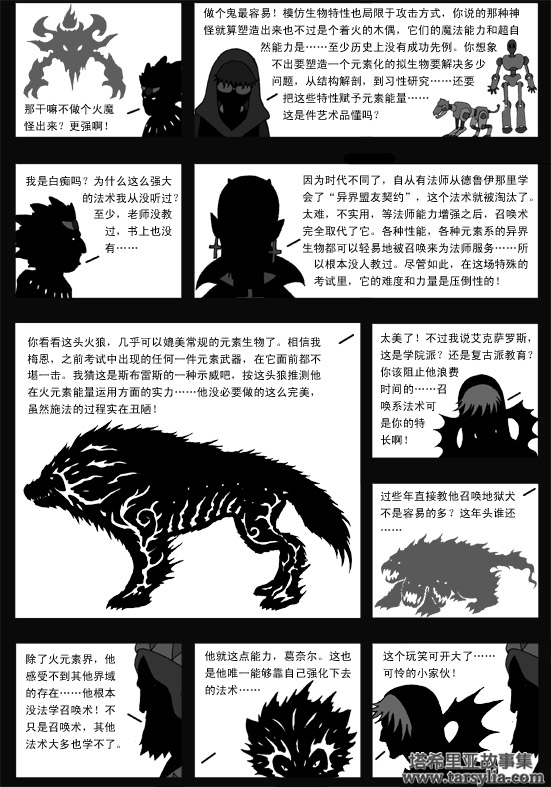 那干嘛不做个火魔
怪出来？更强啊！
做个鬼最容易！模仿生物特性也局限于攻击方式，你说的那种神
怪就算塑造出来也不过是个着火的木偶，它们的魔法能力和超自
然能力是……至少历史上没有成功先例。你想象
不出要塑造一个元素化的拟生物要解决多少
问题，从结构解剖，到习性研究……还要
把这些特性赋予元素能量……
这是件艺术品懂吗？
我是白痴吗？为什么这么强大
的法术我从没听过？
至少，老师没教
过，书上也没
有……
因为时代不同了，自从有法师从德鲁伊那里学
会了“异界盟友契约”，这个法术就被淘汰了。
太难，不实用，等法师能力增强之后，召唤术
完全取代了它。各种性能，各种元素系的异界
生物都可以轻易地被召唤来为法师服务……所
以根本没人教过。尽管如此，在这场特殊的
考试里，它的难度和力量是压倒性的！
你看看这头火狼，几乎可以媲美常规的元素生物了。相信我
梅恩，之前考试中出现的任何一件元素武器，在它面前都不
堪一击。我猜这是斯布雷斯的一种示威吧，按这头狼推测他
在火元素能量运用方面的实力……他没必要做的这么完美，
虽然施法的过程实在丑陋！
太美了！不过我说艾克萨罗斯，
这是学院派？还是复古派教育？
你该阻止他浪费
时间的……召
唤系法术可
是你的特
长啊！
过些年直接教他召唤地狱犬
不是容易的多？这年头谁还
……
除了火元素界，他
感受不到其他界域
的存在……他根本
没法学召唤术！不
只是召唤术，其他
法术大多也学不了。
他就这点能力，葛奈尔。这也
是他唯一能够靠自己强化下去
的法术……
这个玩笑可开大了……
可怜的小家伙！
塔希里亚故事集
www.tarsylia.com